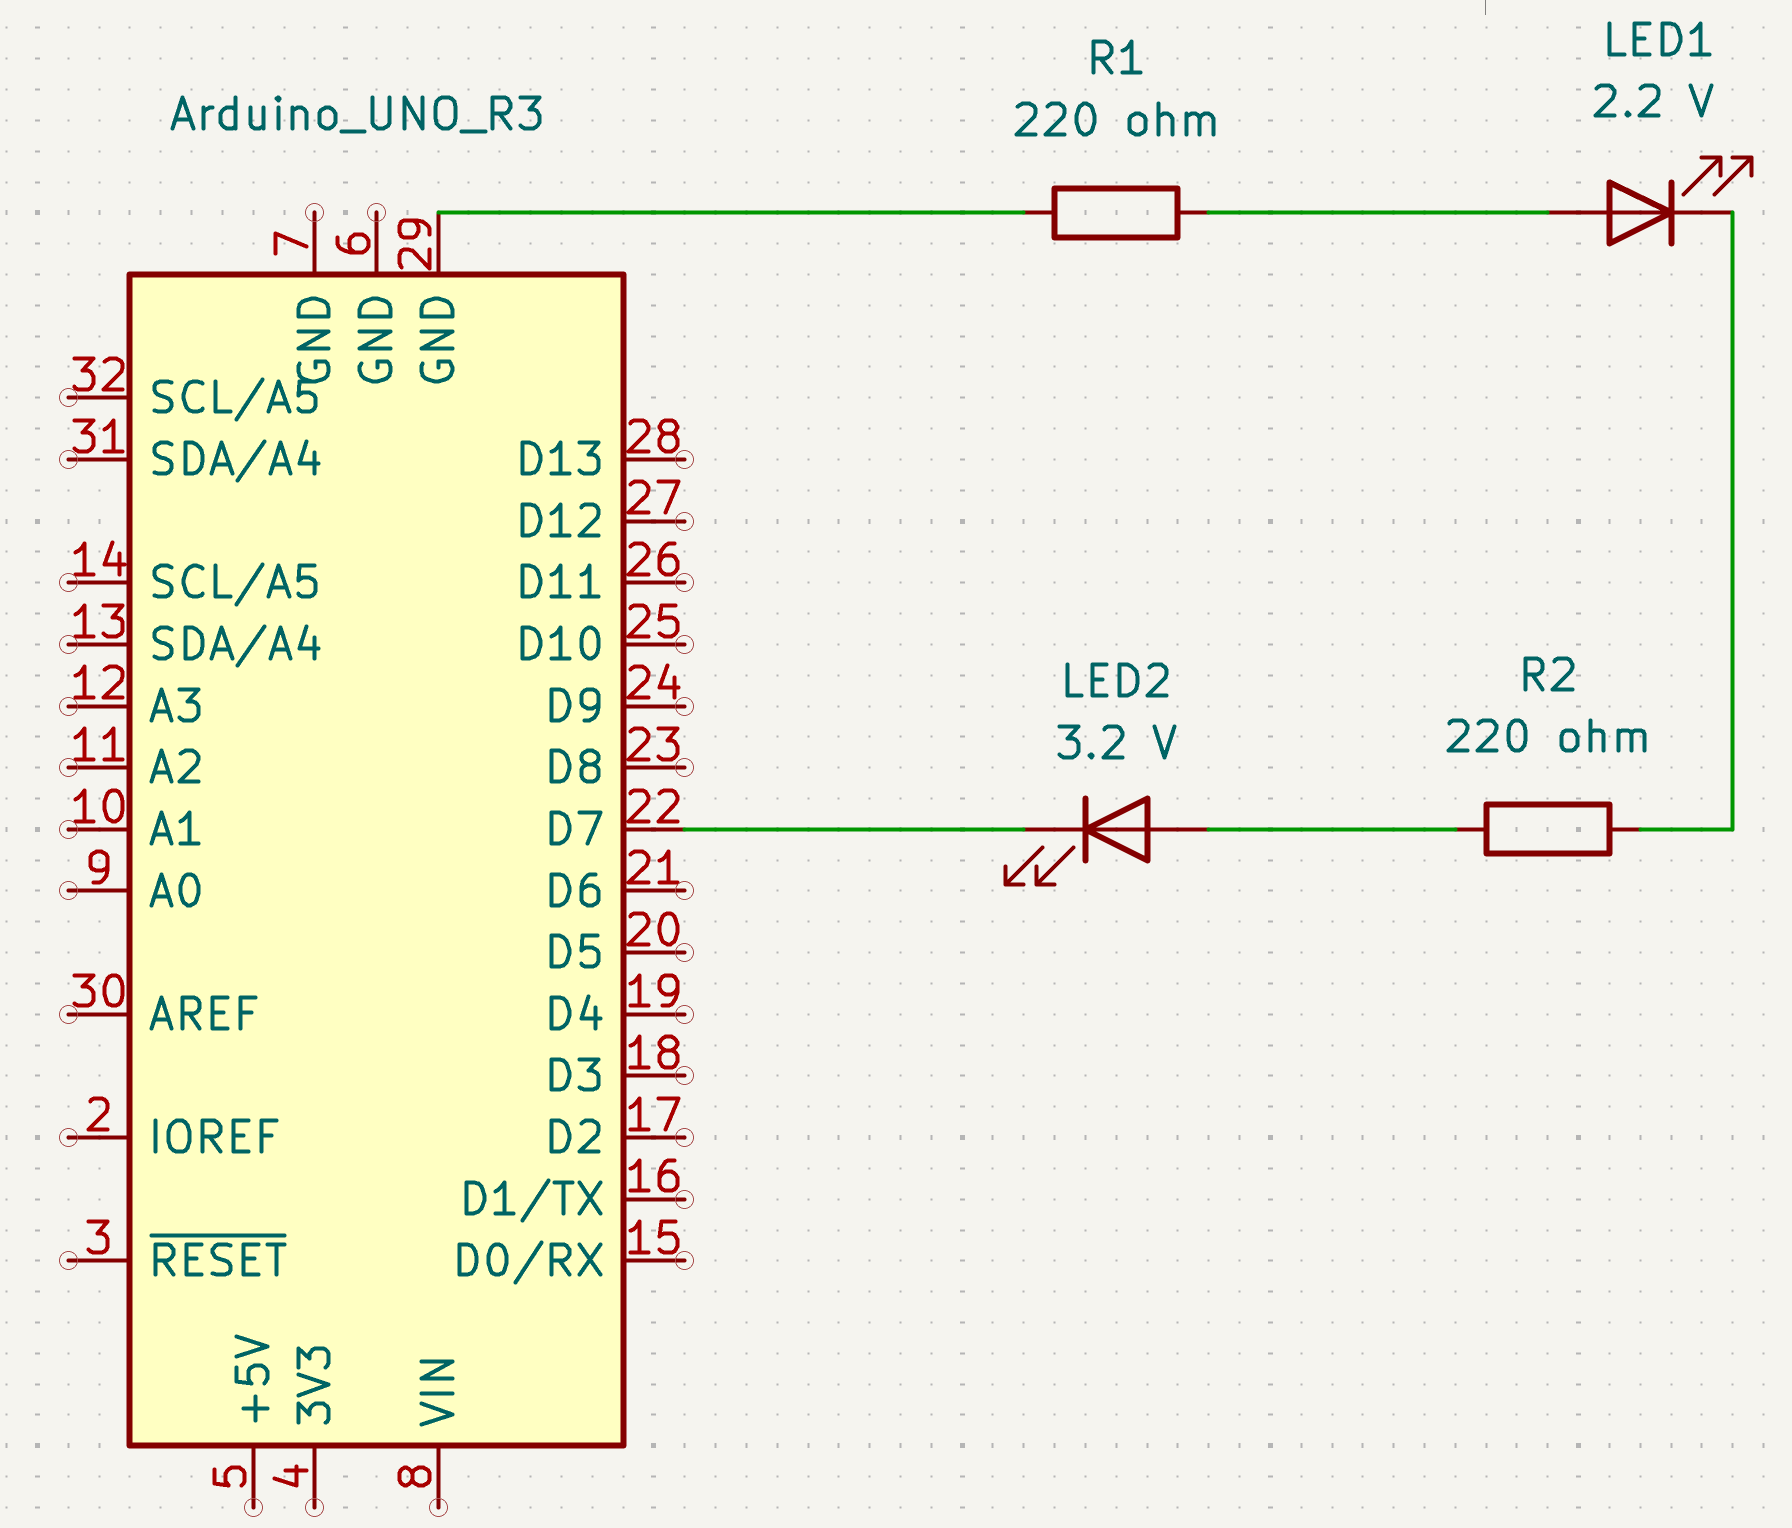 LED1
2.2 V
R1
220 ohm
Arduino_UNO_R3
7
6
29
GND
GND
GND
32
SCL/A5
31
SDA/A4
D13
28
D12
27
14
SCL/A5
D11
26
13
SDA/A4
D10
25
12
A3
D9
24
11
A2
D8
23
10
A1
D7
22
9
A0
D6
21
D5
20
30
AREF
D4
19
D3
18
2
IOREF
D2
17
D1/TX
16
3
RESET
D0/RX
15
+5V
3V3
VIN
5
4
8
LED2
3.2 V
R2
220 ohm